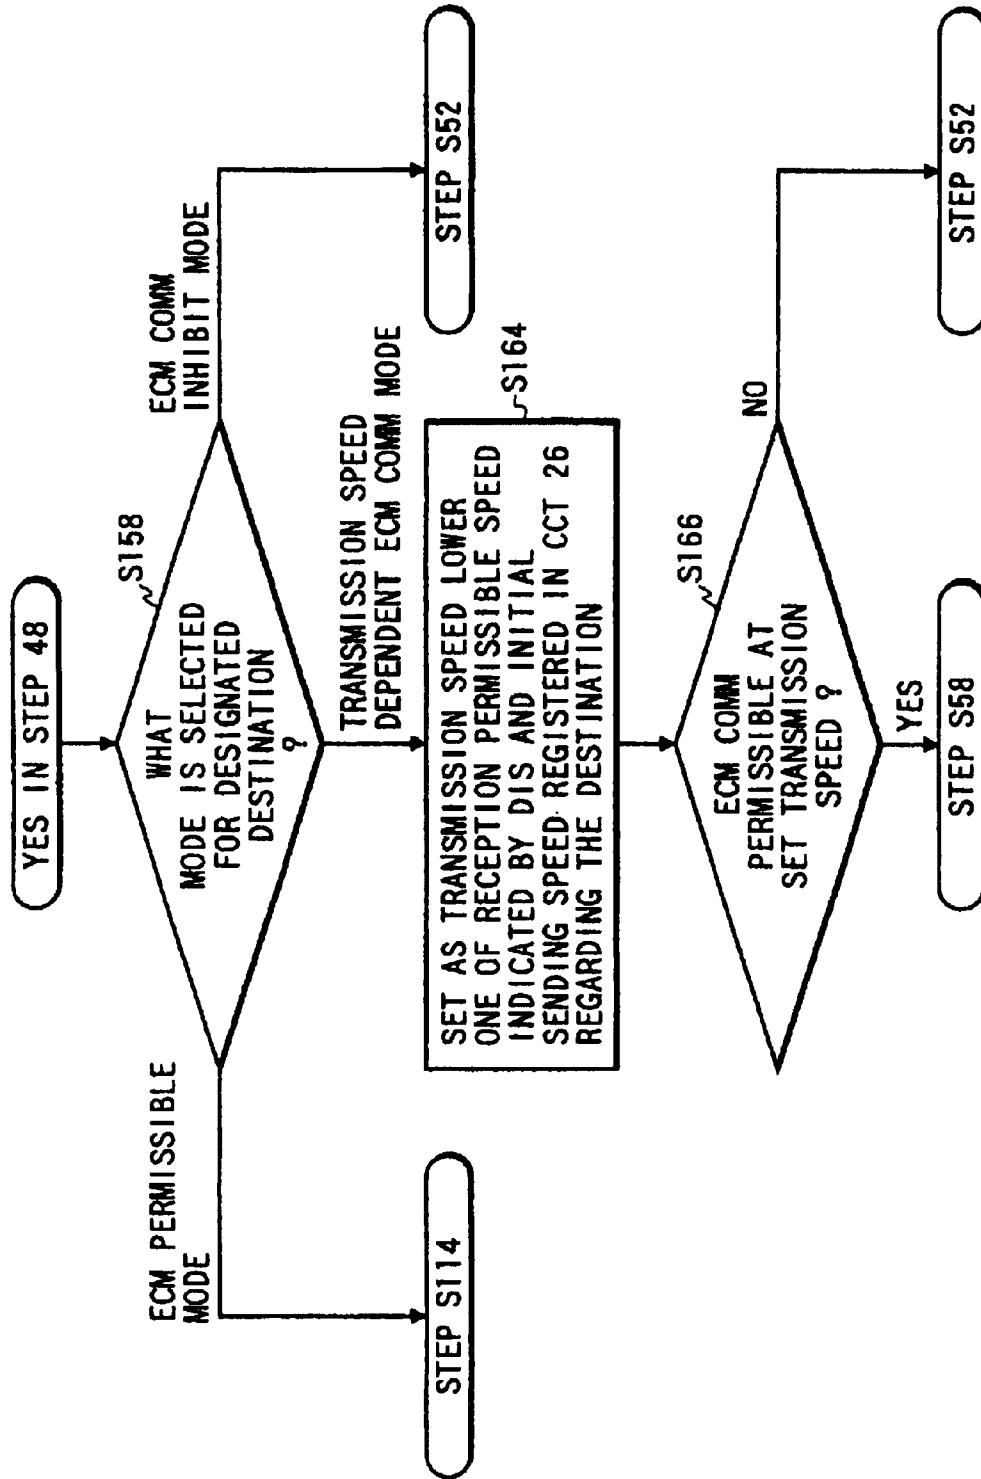 YES IN STEP 48
S158
WHAT
MODE IS SELECTED
FOR DESIGNATED
DESTINATION
?
ECM PERMISSIBLE
MODE
ECM COMM
INHIBIT MODE
TRANSMISSION SPEED
DEPENDENT ECM COMM MODE
STEP S114
STEP S52
S164
SET AS TRANSMISSION SPEED LOWER
ONE OF RECEPTION PERMISSIBLE SPEED
INDICATED BY DIS AND INITIAL
SENDING SPEED REGISTERED IN CCT 26
REGARDING THE DESTINATION
S166
ECM COMM
PERMISSIBLE AT
SET TRANSMISSION
SPEED ?
NO
YES
STEP S58
STEP S52